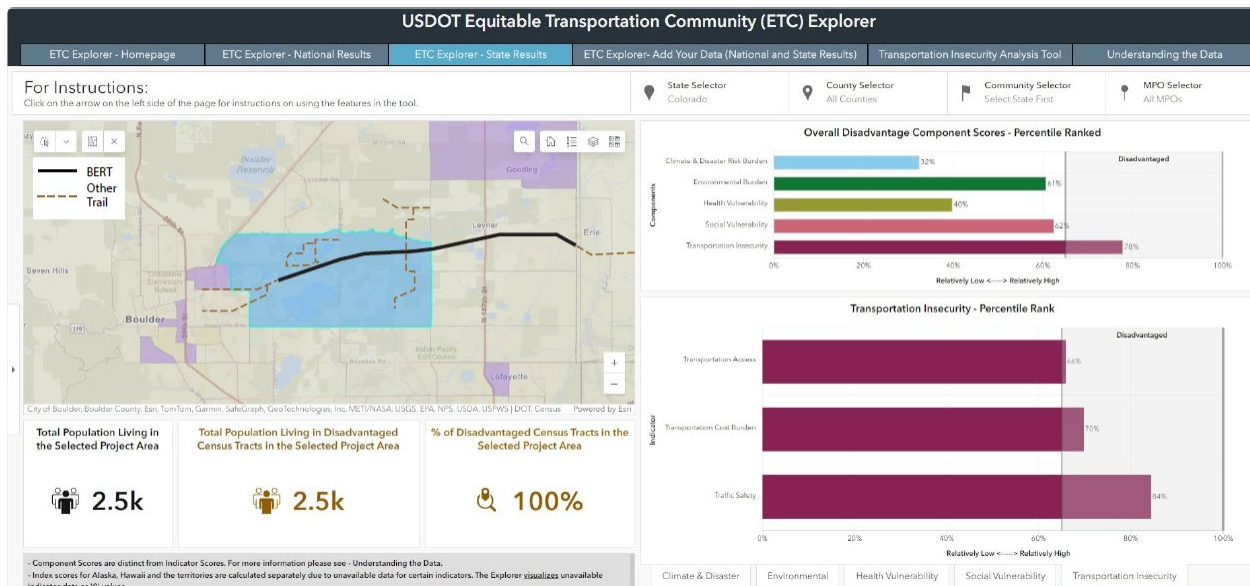 USDOT Equitable Transportation Community (ETC) Explorer
ETC Explorer - Homepage
ETC Explorer - National Results
ETC Explorer - State Results
ETC Explorer- Add Your Data (National and State Results)
Transportation Insecurity Analysis Tool
Understanding the Data
For Instructions:
Click on the arrow on the left side of the page for instructions on using the features in the tool.
State Selector
Colorado
County Selector
All Counties
Community Selector
Select State First
MPO Selector
All MPOs
BERT
Other
Trail
Boulder
Reservoir
Gooding
Leyner
Erie
Seven Hills
Boulder
Lafayette
119
Indian Peaks
Golf Course
City of Boulder, Boulder County, Esri, TomTom, Garmin, SafeGraph, GeoTechnologies, Inc, METI/NASA, USGS, EPA, NPS, USDA, USFWS | DOT, Census
Powered by Esri
Total Population Living in
the Selected Project Area
2.5k
Total Population Living in Disadvantaged
Census Tracts in the Selected Project Area
2.5k
% of Disadvantaged Census Tracts in the
Selected Project Area
100%
- Component Scores are distinct from Indicator Scores. For more information please see - Understanding the Data.
- Index scores for Alaska, Hawaii and the territories are calculated separately due to unavailable data for certain indicators. The Explorer visualizes unavailable
Overall Disadvantage Component Scores - Percentile Ranked
Disadvantaged
Components
Climate & Disaster Risk Burden
32%
Environmental Burden
61%
Health Vulnerability
40%
Social Vulnerability
62%
Transportation Insecurity
78%
0% 20% 40% 60% 80% 100%
Relatively Low <-----> Relatively High
Transportation Insecurity - Percentile Rank
Disadvantaged
Indicator
Transportation Access
66%
Transportation Cost Burden
70%
Traffic Safety
84%
0% 20% 40% 60% 80% 100%
Relatively Low <-----> Relatively High
Climate & Disaster
Environmental
Health Vulnerability
Social Vulnerability
Transportation Insecurity